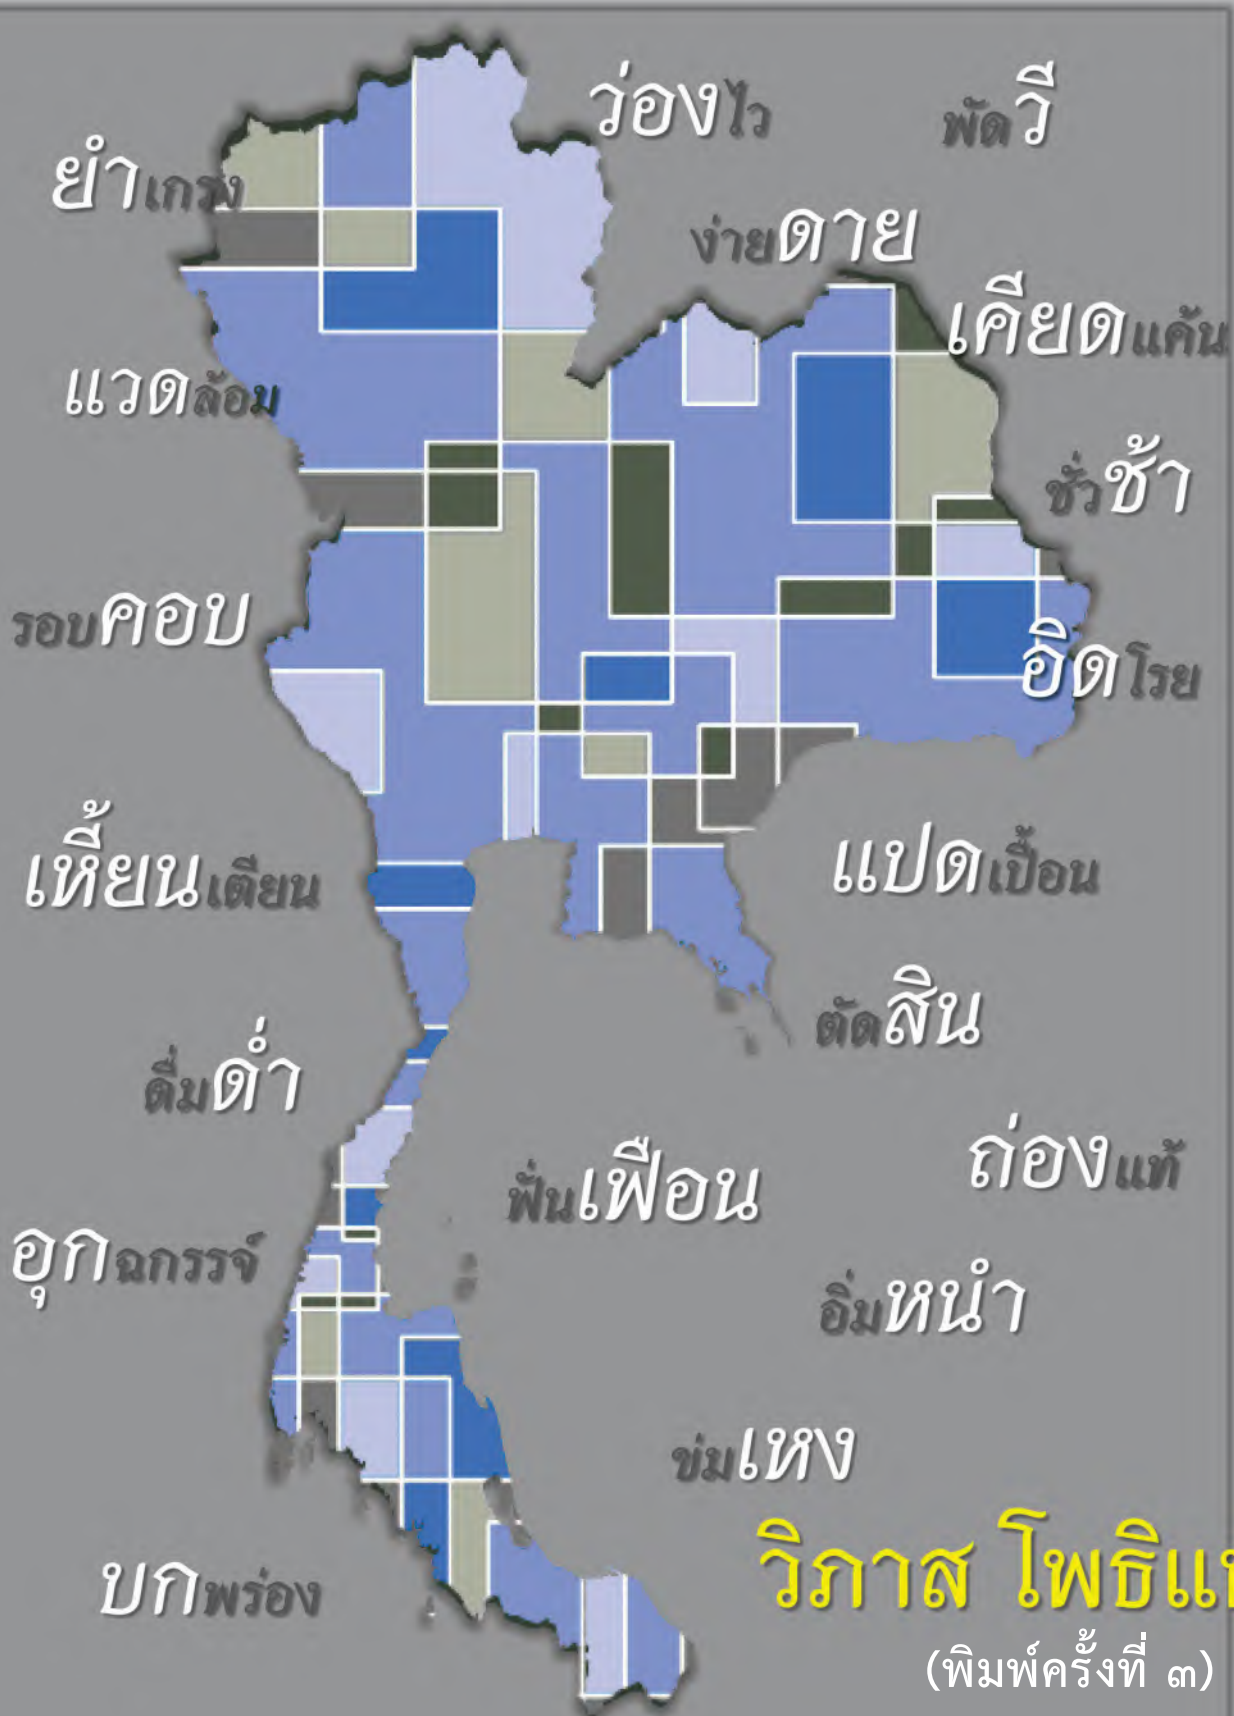 ว่องไว
พัดวี
ยำเกรง
ง่ายดาย
เคียดแค้น
แวดล้อม
ชั่วช้า
รอบคอบ
อิดโรย
เหี้ยนเตียน
แปดเปื้อน
ตัดสิน
ดื่มด่ำ
ถ่องแท้
ฟั่นเฟือน
อุกฉกรรจ์
อิ่มหนำ
ข่มเหง
วิภาส โพธิแ
บกพร่อง
(พิมพ์ครั้งที่ ๓)